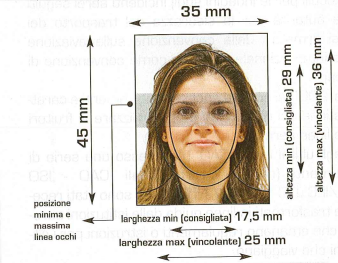 35 mm
45 mm
altezza min (consigliata) 29 mm
altezza max (vincolante) 36 mm
posizione
minima e
massima
linea occhi
larghezza min (consigliata) 17,5 mm
larghezza max (vincolante) 25 mm